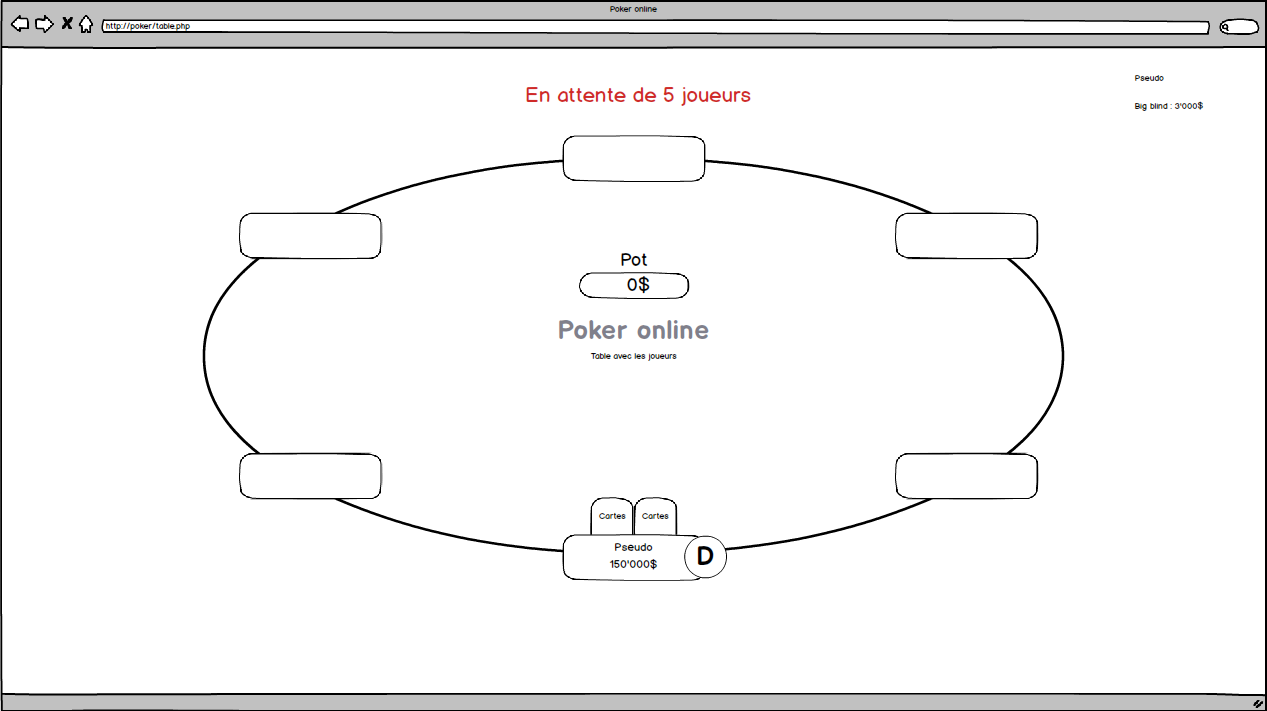 Poker online
http://poker/table.php
Pseudo
En attente de 5 joueurs
Big blind : 3'000$
Pot
0$
Poker online
Table avec les joueurs
Cartes Cartes
Pseudo
150'000$
D